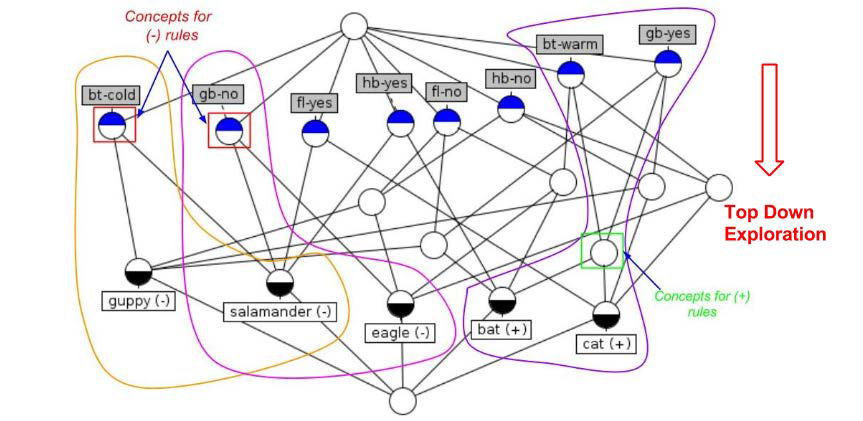 Concepts for
(-) rules
bt-cold
gb-no
fl-yes
hb-yes
fl-no
hb-no
bt-warm
gb-yes
Top Down
Exploration
Concepts for (+)
rules
guppy (-)
salamander (-)
eagle (-)
bat (+)
cat (+)